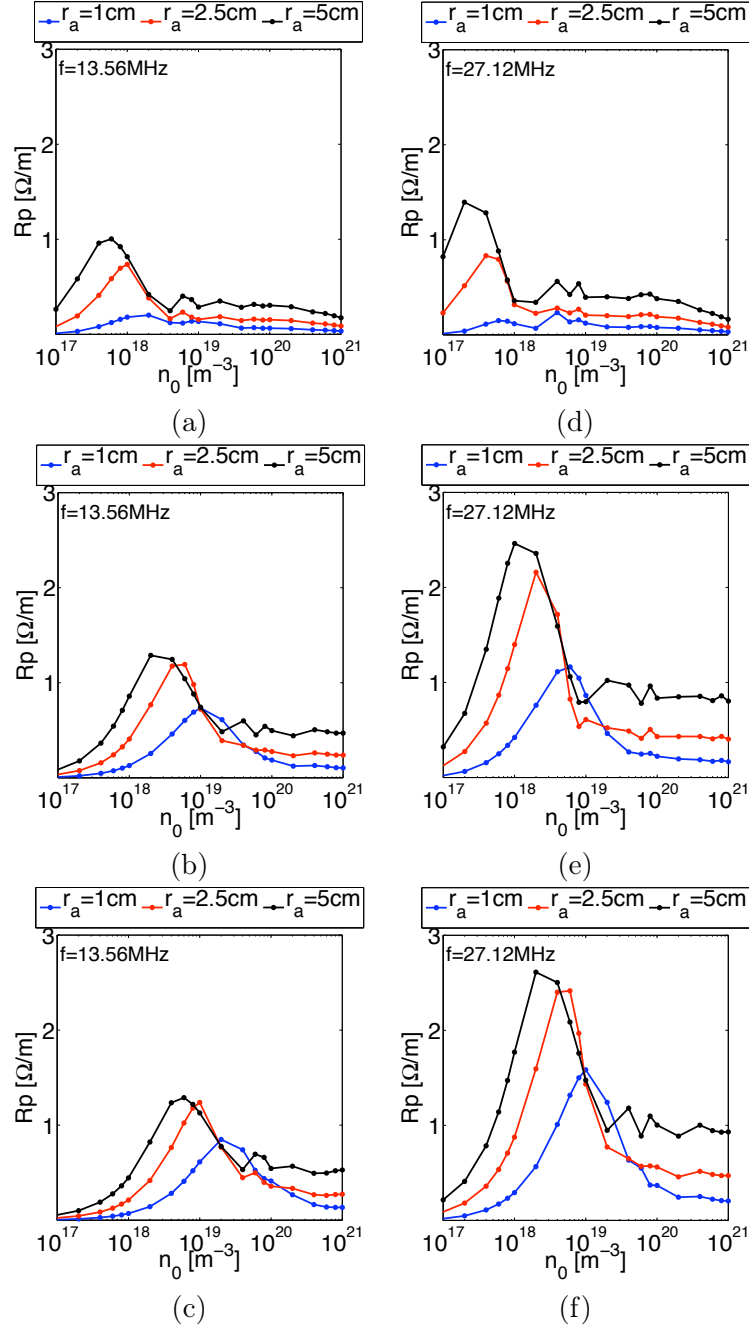 r_a=1cm r_a=2.5cm r_a=5cm
f=13.56MHz
Rp [Ω/m]
3
2
1
10^17 10^18 10^19 10^20 10^21
n_0 [m^−3]
(a)
r_a=1cm r_a=2.5cm r_a=5cm
f=27.12MHz
Rp [Ω/m]
3
2
1
10^17 10^18 10^19 10^20 10^21
n_0 [m^−3]
(d)
r_a=1cm r_a=2.5cm r_a=5cm
f=13.56MHz
Rp [Ω/m]
3
2
1
10^17 10^18 10^19 10^20 10^21
n_0 [m^−3]
(b)
r_a=1cm r_a=2.5cm r_a=5cm
f=27.12MHz
Rp [Ω/m]
3
2
1
10^17 10^18 10^19 10^20 10^21
n_0 [m^−3]
(e)
r_a=1cm r_a=2.5cm r_a=5cm
f=13.56MHz
Rp [Ω/m]
3
2
1
10^17 10^18 10^19 10^20 10^21
n_0 [m^−3]
(c)
r_a=1cm r_a=2.5cm r_a=5cm
f=27.12MHz
Rp [Ω/m]
3
2
1
10^17 10^18 10^19 10^20 10^21
n_0 [m^−3]
(f)